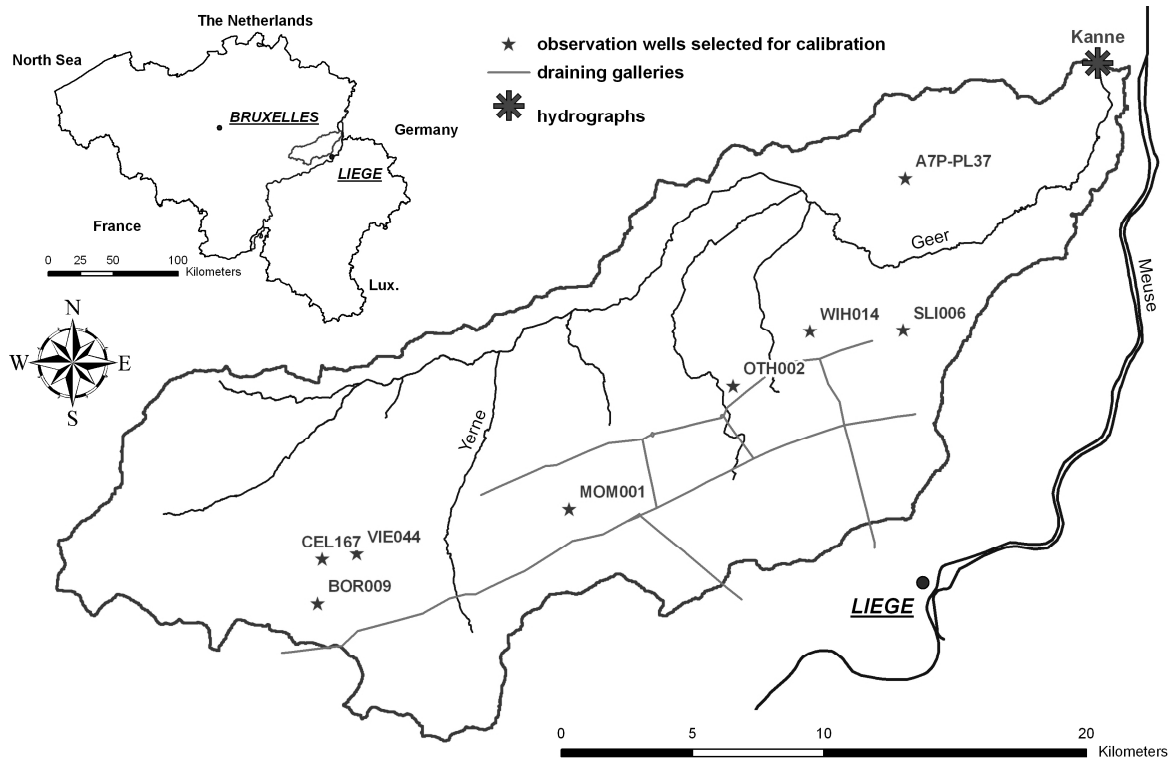 The Netherlands
North Sea
BRUXELLES
Germany
LIEGE
France
0 25 50 100
Kilometers
Lux.
N
W E
S
observation wells selected for calibration
draining galleries
hydrographs
Kanne
A7P-PL37
Geer
Meuse
WIH014 SLI006
OTH002
Yerne
MOM001
CEL167 VIE044
BOR009
LIEGE
0 5 10 20
Kilometers